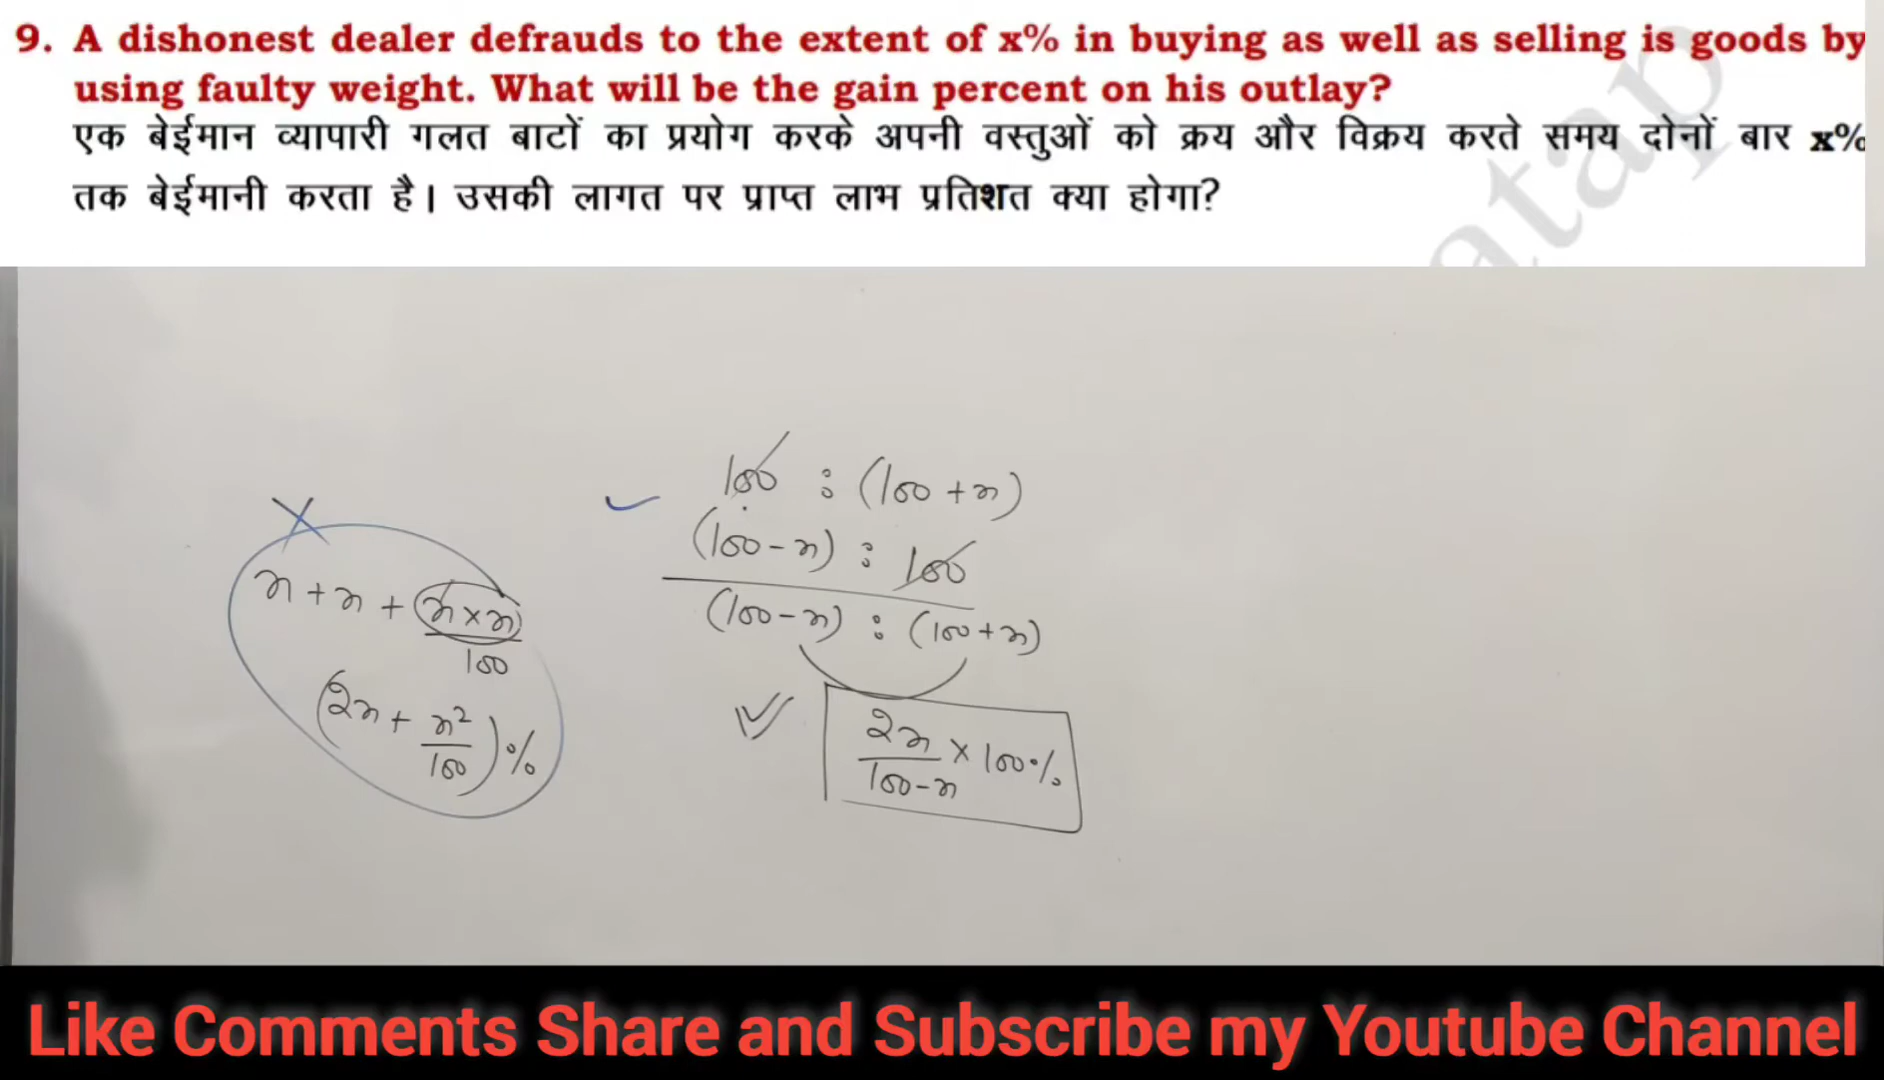 9. A dishonest dealer defrauds to the extent of x% in buying as well as selling is goods by
using faulty weight. What will be the gain percent on his outlay?
एक बेईमान व्यापारी गलत बाटों का प्रयोग करके अपनी वस्तुओं को क्रय और विक्रय करते समय दोनों बार x%
तक बेईमानी करता है। उसकी लागत पर प्राप्त लाभ प्रतिशत क्या होगा?
atap
x + x + x × x / 100
(2x + x² / 100) %
100 : (100 + x)
(100 - x) : 100
(100 - x) : (100 + x)
2x / 100 - x × 100%
Like Comments Share and Subscribe my Youtube Channel